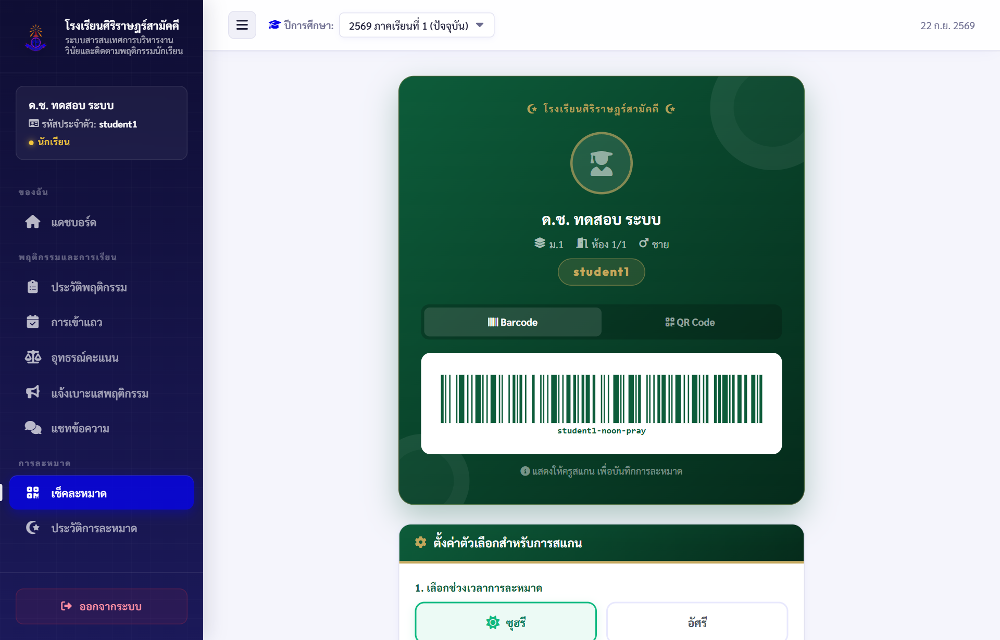 โรงเรียนศิริราษฎร์สามัคคี
ระบบสารสนเทศการบริหารงาน
วินัยและติดตามพฤติกรรมนักเรียน
ด.ช. ทดสอบ ระบบ
รหัสประจำตัว: student1
นักเรียน
ของฉัน
แดชบอร์ด
พฤติกรรมและการเรียน
ประวัติพฤติกรรม
การเข้าแถว
อุทธรณ์คะแนน
แจ้งเบาะแสพฤติกรรม
แชทข้อความ
การละหมาด
เช็คละหมาด
ประวัติการละหมาด
ออกจากระบบ
ปีการศึกษา: 2569 ภาคเรียนที่ 1 (ปัจจุบัน)
22 ก.ย. 2569
โรงเรียนศิริราษฎร์สามัคคี
ด.ช. ทดสอบ ระบบ
ม.1 ห้อง 1/1 ชาย
student1
Barcode QR Code
student1-noon-pray
แสดงให้ครูสแกน เพื่อบันทึกการละหมาด
ตั้งค่าตัวเลือกสำหรับการสแกน
1. เลือกช่วงเวลาการละหมาด
ซุฮรี อัศรี